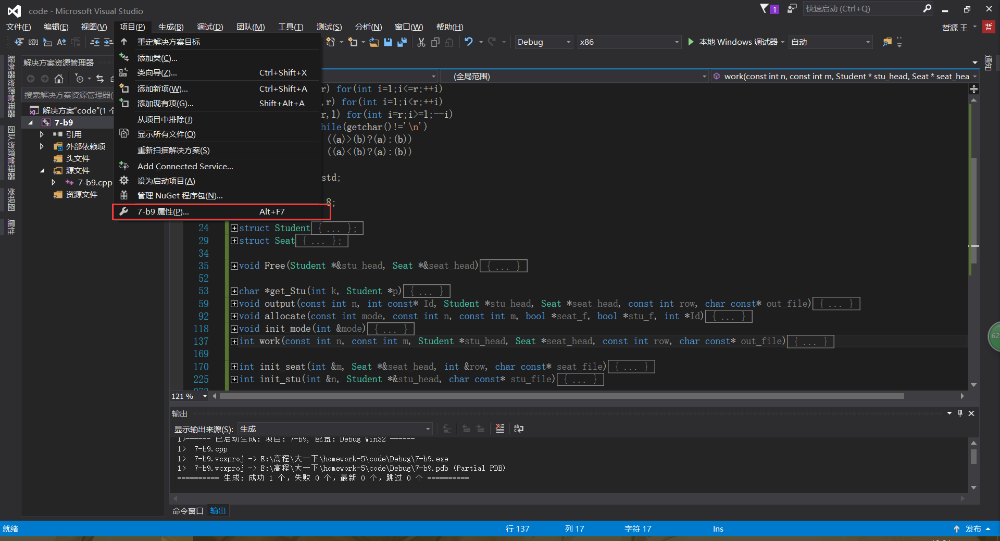 code - Microsoft Visual Studio
1
快速启动 (Ctrl+Q)
文件(F) 编辑(E) 视图(V) 项目(P) 生成(B) 调试(D) 团队(M) 工具(T) 测试(S) 分析(N) 窗口(W) 帮助(H)
哲源 王 哲
Debug x86 本地 Windows 调试器 自动
服务器资源管理器
团队资源管理器
类视图
属性
通知
解决方案资源管理器
搜索解决方案资源管理器(
解决方案"code"(1 个
7-b9
引用
外部依赖项
头文件
源文件
7-b9.cpp
资源文件
重定解决方案目标
添加类(C)...
类向导(Z)... Ctrl+Shift+X
添加新项(W)... Ctrl+Shift+A
添加现有项(G)... Shift+Alt+A
从项目中排除(J)
显示所有文件(O)
重新扫描解决方案(S)
Add Connected Service...
设为启动项目(A)
管理 NuGet 程序包(N)...
7-b9 属性(P)... Alt+F7
(全局范围) work(const int n, const int m, Student * stu_head, Seat * seat_hea
r) for(int i=l;i<=r;++i)
,r) for(int i=l;i<r;++i)
r,l) for(int i=r;i>=l;--i)
hile(getchar()!='\n')
((a)>(b)?(a):(b))
((a)<(b)?(a):(b))
std;
8;
24 struct Student{ ... };
29 struct Seat{ ... };
34
35 void Free(Student *&stu_head, Seat *&seat_head){ ... }
52
53 char *get_Stu(int k, Student *p){ ... }
59 void output(const int n, int const* Id, Student *stu_head, Seat *seat_head, const int row, char const* out_file){ ... }
92 void allocate(const int mode, const int n, const int m, bool *seat_f, bool *stu_f, int *Id){ ... }
118 void init_mode(int &mode){ ... }
137 int work(const int n, const int m, Student *stu_head, Seat *seat_head, const int row, char const* out_file){ ... }
169
170 int init_seat(int &m, Seat *&seat_head, int &row, char const* seat_file){ ... }
225 int init_stu(int &n, Student *&stu_head, char const* stu_file){ ... }
62
121 %
输出
显示输出来源(S): 生成
1>------ 已启动生成: 项目: 7-b9, 配置: Debug Win32 ------
1> 7-b9.cpp
1> 7-b9.vcxproj -> E:\高程\大一下\homework-5\code\Debug\7-b9.exe
1> 7-b9.vcxproj -> E:\高程\大一下\homework-5\code\Debug\7-b9.pdb (Partial PDB)
========== 生成: 成功 1 个，失败 0 个，最新 0 个，跳过 0 个 ==========
命令窗口 输出
就绪 行 137 列 17 字符 17 Ins 发布